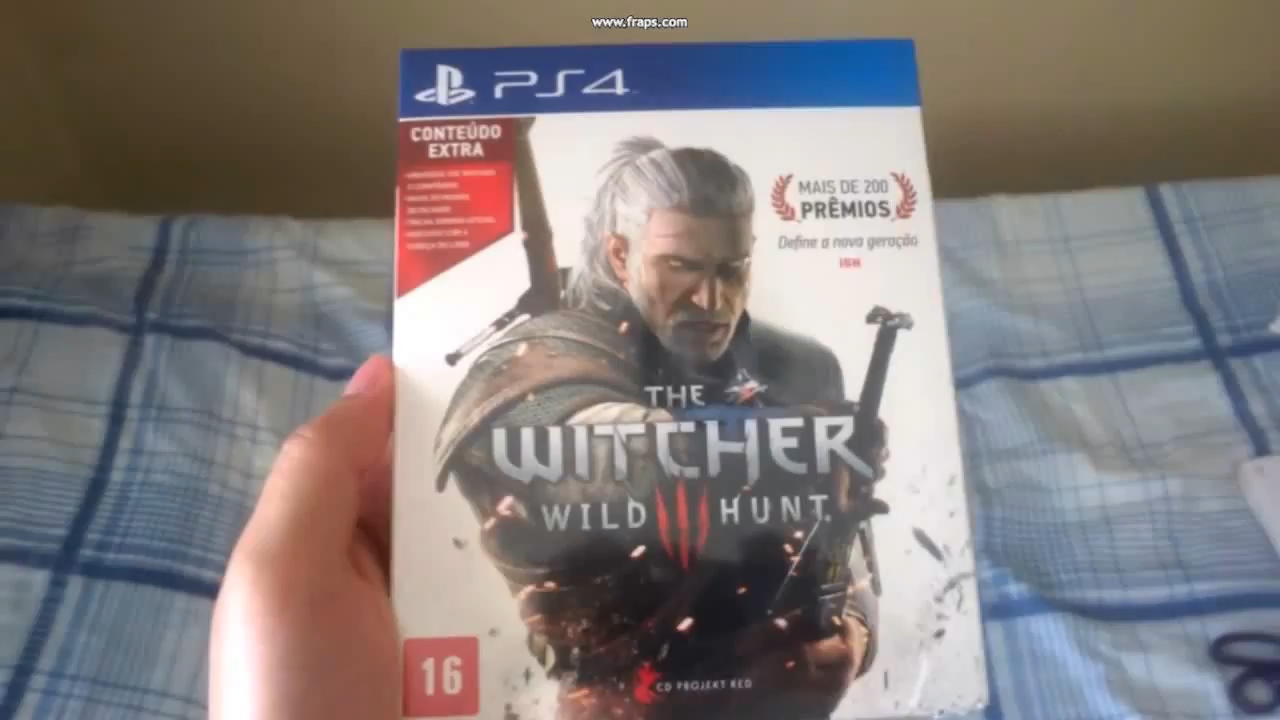 www.fraps.com
PS4
CONTEÚDO
EXTRA
MAIS DE 200
PRÊMIOS
Define a nova geração
IGN
THE
WITCHER
WILD III HUNT
16
CD PROJEKT RED